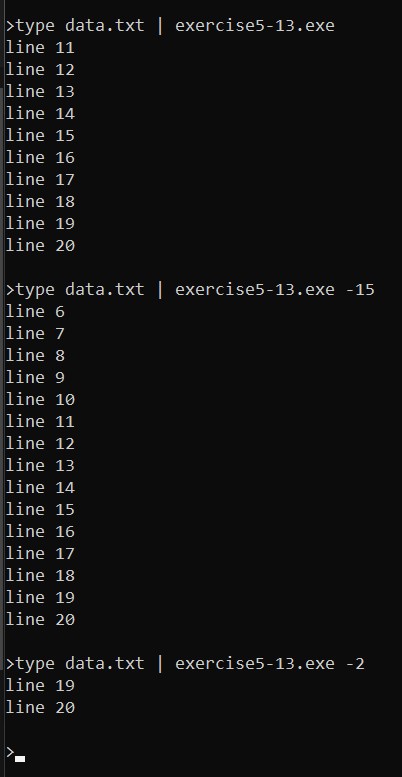 >type data.txt | exercise5-13.exe
line 11
line 12
line 13
line 14
line 15
line 16
line 17
line 18
line 19
line 20
>type data.txt | exercise5-13.exe -15
line 6
line 7
line 8
line 9
line 10
line 11
line 12
line 13
line 14
line 15
line 16
line 17
line 18
line 19
line 20
>type data.txt | exercise5-13.exe -2
line 19
line 20
>